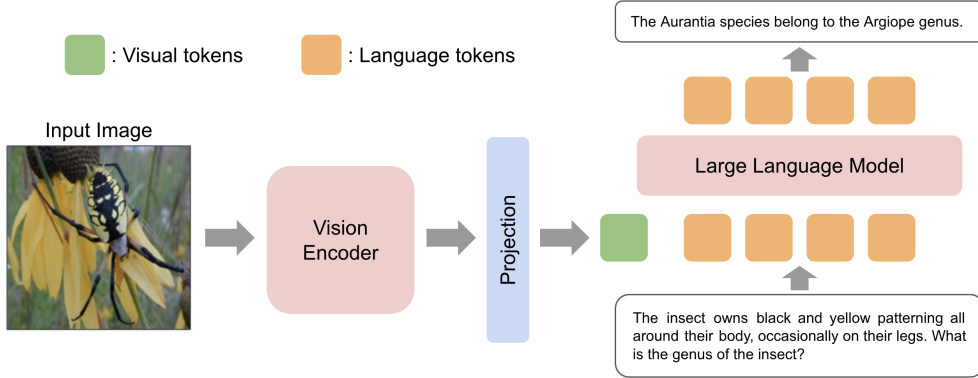 The Aurantia species belong to the Argiope genus.
: Visual tokens
: Language tokens
Input Image
Large Language Model
Vision
Encoder
Projection
The insect owns black and yellow patterning all
around their body, occasionally on their legs. What
is the genus of the insect?